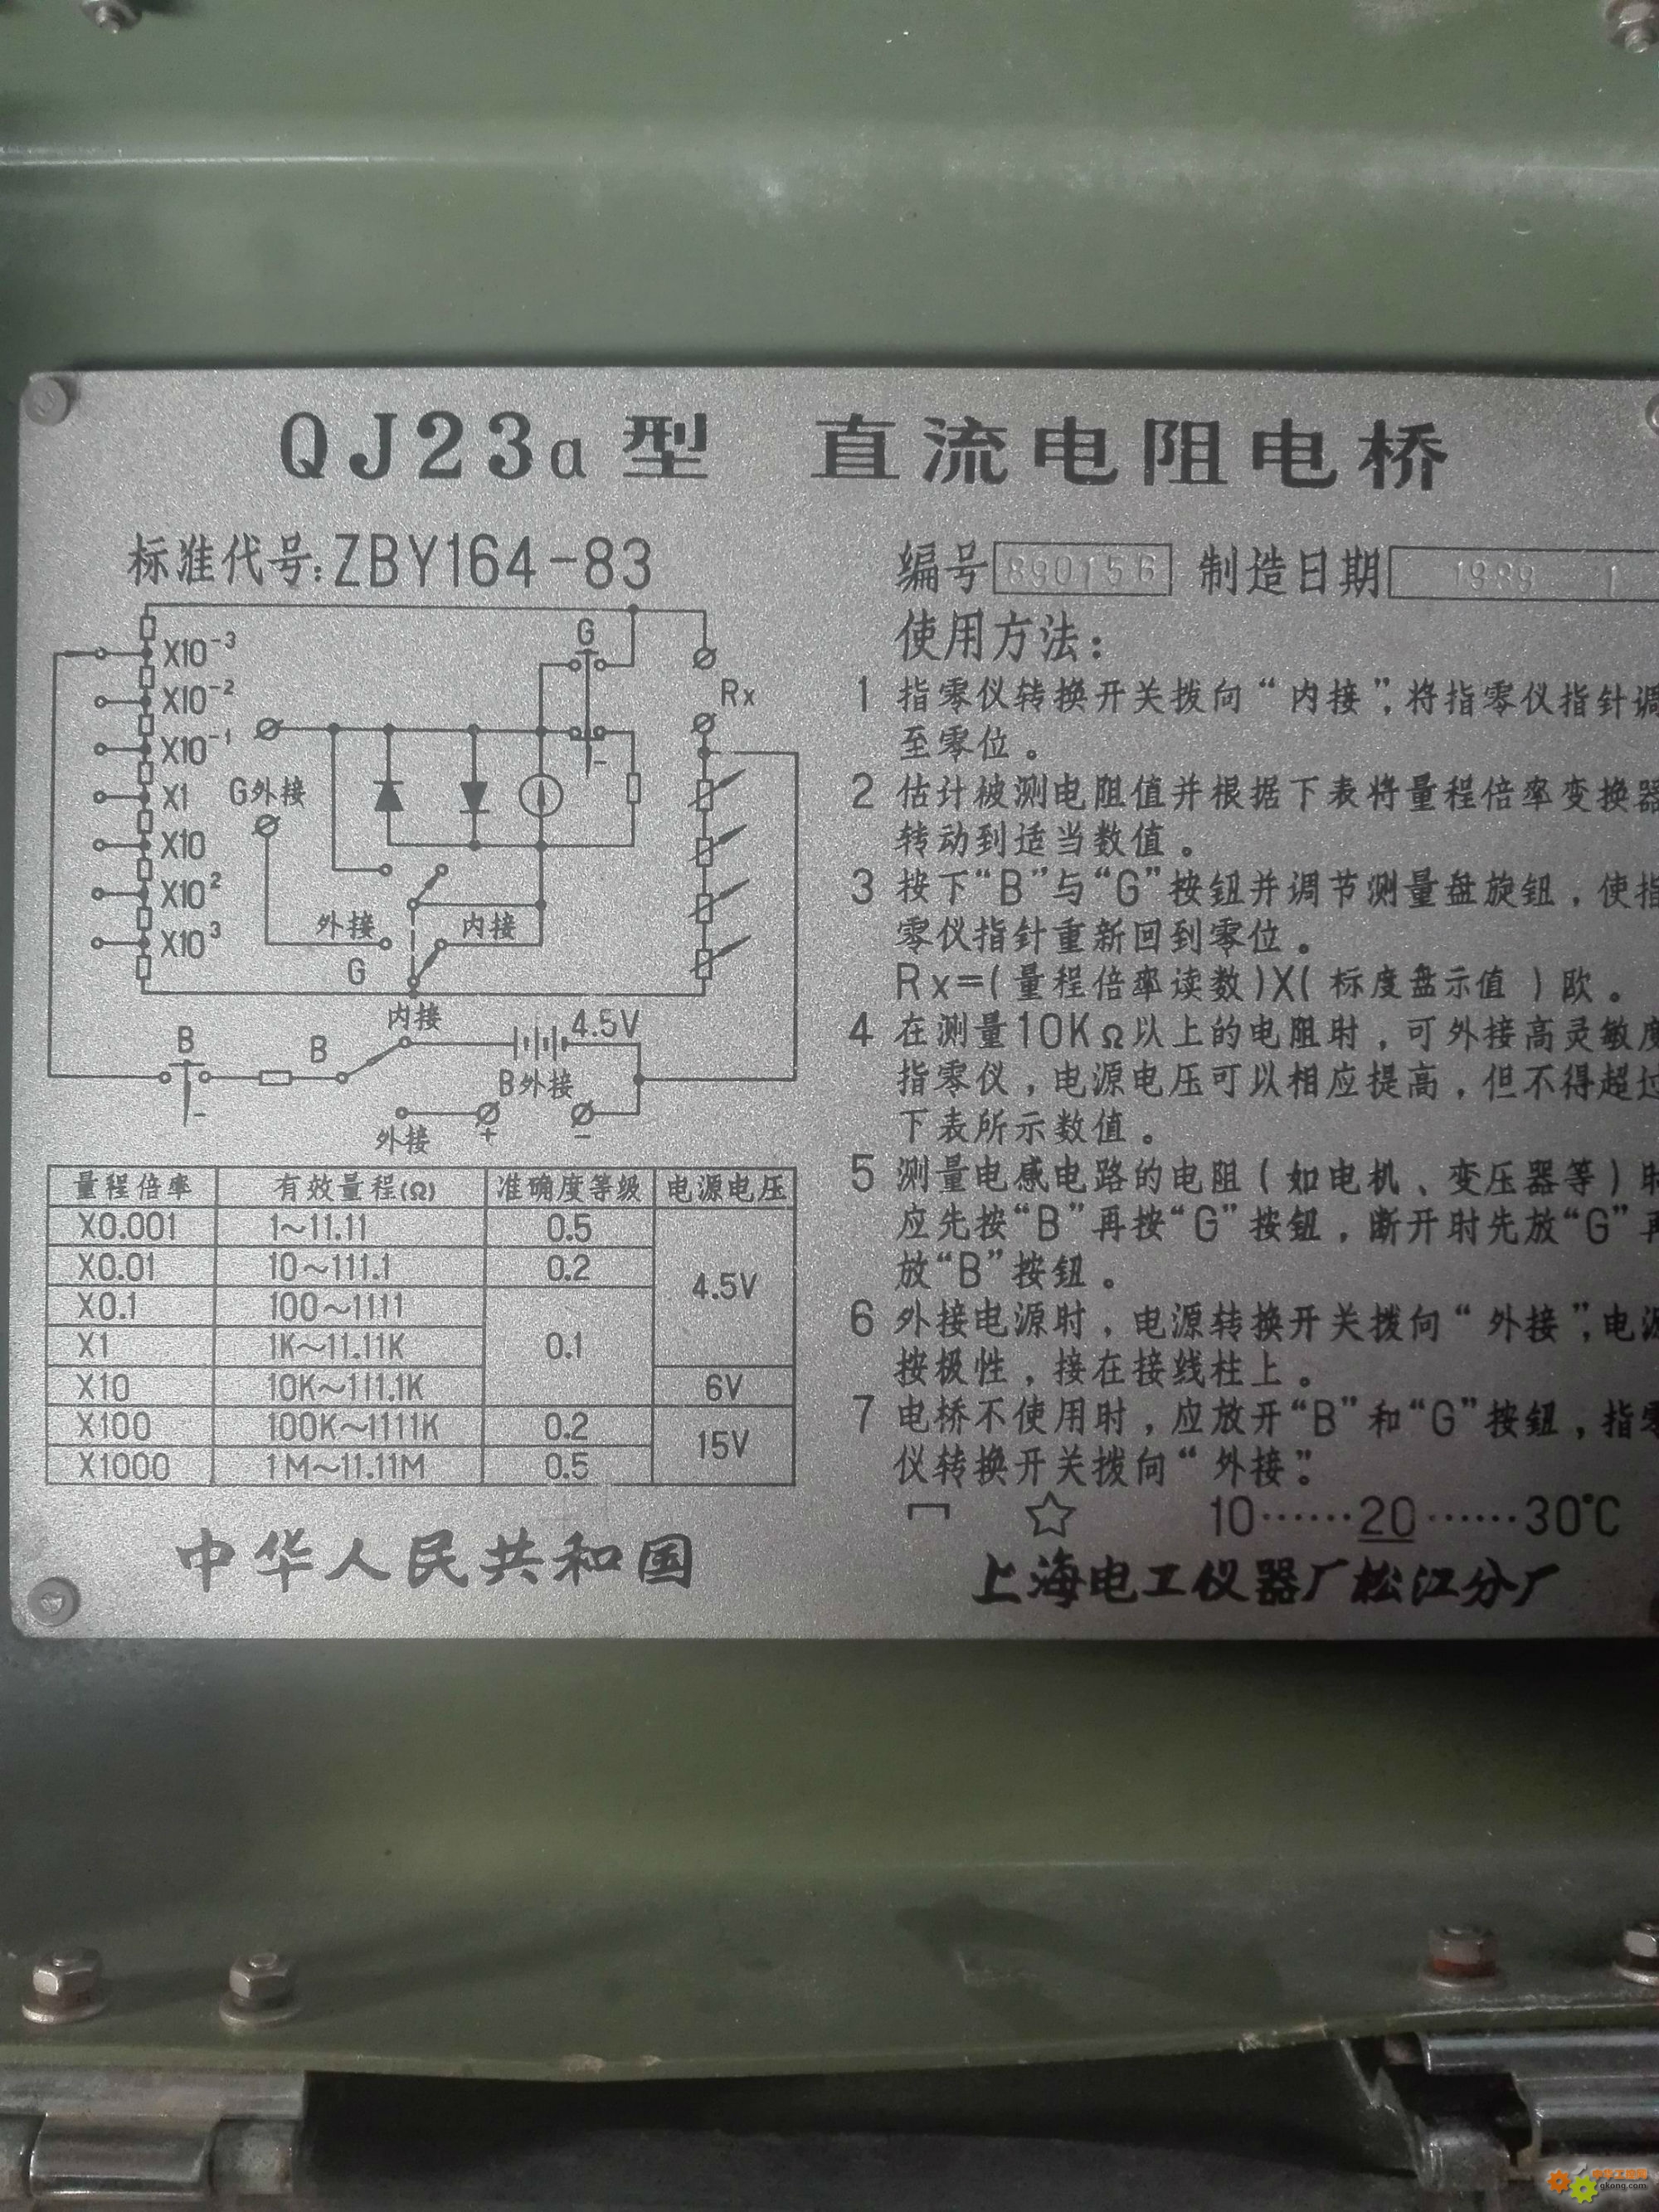 QJ23a 型 直流电阻电桥
标准代号:ZBY164-83
编号 890156 制造日期 1989 1
X10⁻³
X10⁻²
X10⁻¹
X1
X10
X10²
X10³
G
Rx
G外接
外接
内接
G
内接
B
B
4.5V
B外接
外接
+
-
量程倍率 有效量程(Ω) 准确度等级 电源电压
X0.001 1~11.11 0.5
X0.01 10~111.1 0.2 4.5V
X0.1 100~1111
X1 1K~11.11K 0.1
X10 10K~111.1K 6V
X100 100K~1111K 0.2
X1000 1M~11.11M 0.5 15V
中华人民共和国
使用方法:
1 指零仪转换开关拨向“内接”,将指零仪指针调
至零位。
2 估计被测电阻值并根据下表将量程倍率变换器
转动到适当数值。
3 按下“B”与“G”按钮并调节测量盘旋钮,使指
零仪指针重新回到零位。
Rx=(量程倍率读数)X(标度盘示值)欧。
4 在测量10KΩ以上的电阻时,可外接高灵敏度
指零仪,电源电压可以相应提高,但不得超过
下表所示数值。
5 测量电感电路的电阻(如电机、变压器等)时
应先按“B”再按“G”按钮,断开时先放“G”再
放“B”按钮。
6 外接电源时,电源转换开关拨向“外接”,电源
按极性,接在接线柱上。
7 电桥不使用时,应放开“B”和“G”按钮,指零
仪转换开关拨向“外接”。
10······20······30℃
上海电工仪器厂松江分厂
gkong.com